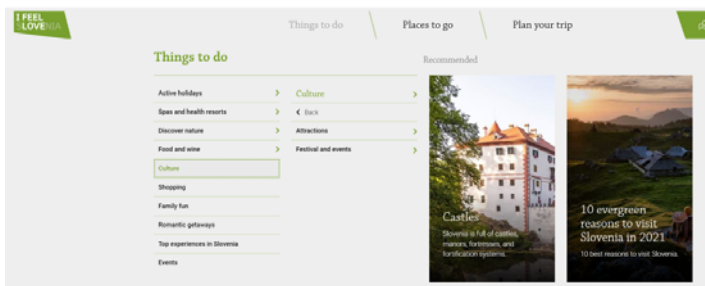 I FEEL
SLOVENIA
Things to do
Places to go
Plan your trip
Things to do
Recommended
Active holidays
Spas and health resorts
Discover nature
Food and wine
Culture
Shopping
Family fun
Romantic getaways
Top experiences in Slovenia
Events
Culture
Back
Attractions
Festival and events
Castles
Slovenia is full of castles,
manors, fortresses, and
fortification systems.
10 evergreen
reasons to visit
Slovenia in 2021
10 best reasons to visit Slovenia.